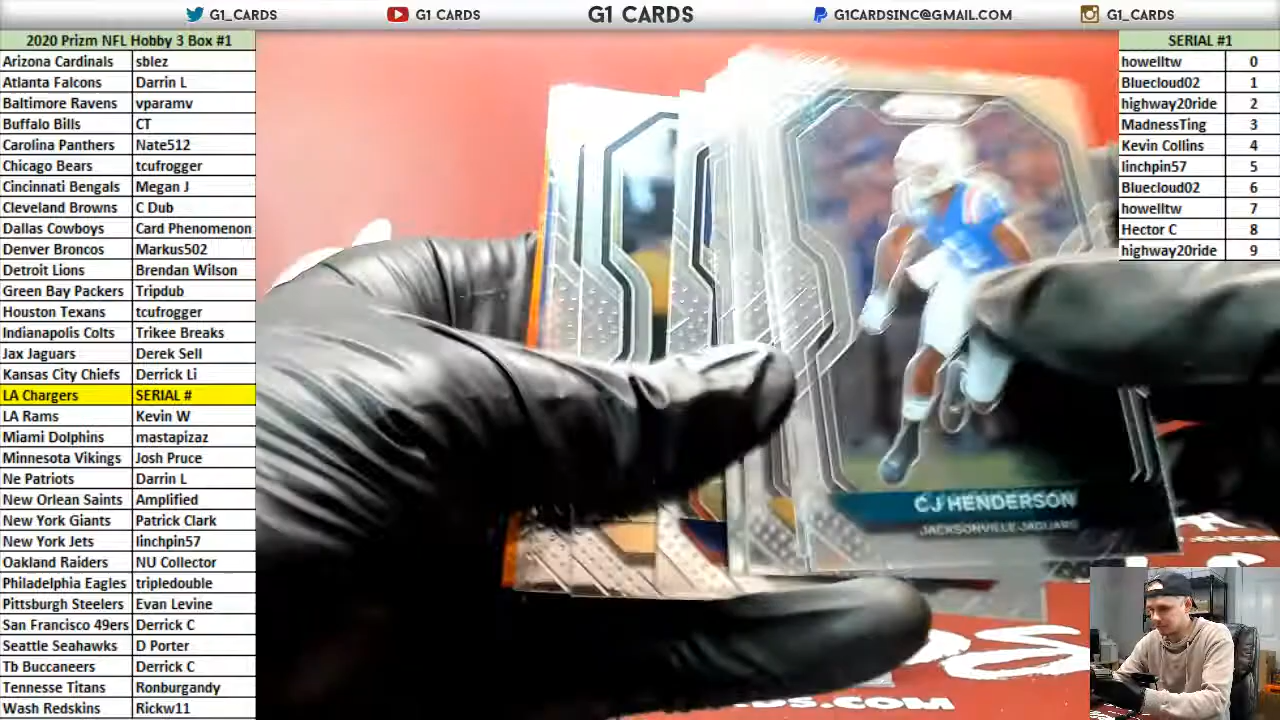 G1_CARDS
G1 CARDS
G1 CARDS
G1CARDSINC@GMAIL.COM
G1_CARDS
2020 Prizm NFL Hobby 3 Box #1
Arizona Cardinals sblez
Atlanta Falcons Darrin L
Baltimore Ravens vparamv
Buffalo Bills CT
Carolina Panthers Nate512
Chicago Bears tcufrogger
Cincinnati Bengals Megan J
Cleveland Browns C Dub
Dallas Cowboys Card Phenomenon
Denver Broncos Markus502
Detroit Lions Brendan Wilson
Green Bay Packers Tripdub
Houston Texans tcufrogger
Indianapolis Colts Trikee Breaks
Jax Jaguars Derek Sell
Kansas City Chiefs Derrick Li
LA Chargers SERIAL #
LA Rams Kevin W
Miami Dolphins mastapizaz
Minnesota Vikings Josh Pruce
Ne Patriots Darrin L
New Orlean Saints Amplified
New York Giants Patrick Clark
New York Jets linchpin57
Oakland Raiders NU Collector
Philadelphia Eagles tripledouble
Pittsburgh Steelers Evan Levine
San Francisco 49ers Derrick C
Seattle Seahawks D Porter
Tb Buccaneers Derrick C
Tennesse Titans Ronburgandy
Wash Redskins Rickw11
SERIAL #1
howelltw 0
Bluecloud02 1
highway20ride 2
MadnessTing 3
Kevin Collins 4
linchpin57 5
Bluecloud02 6
howelltw 7
Hector C 8
highway20ride 9
CJ HENDERSON
JACKSONVILLE JAGUARS